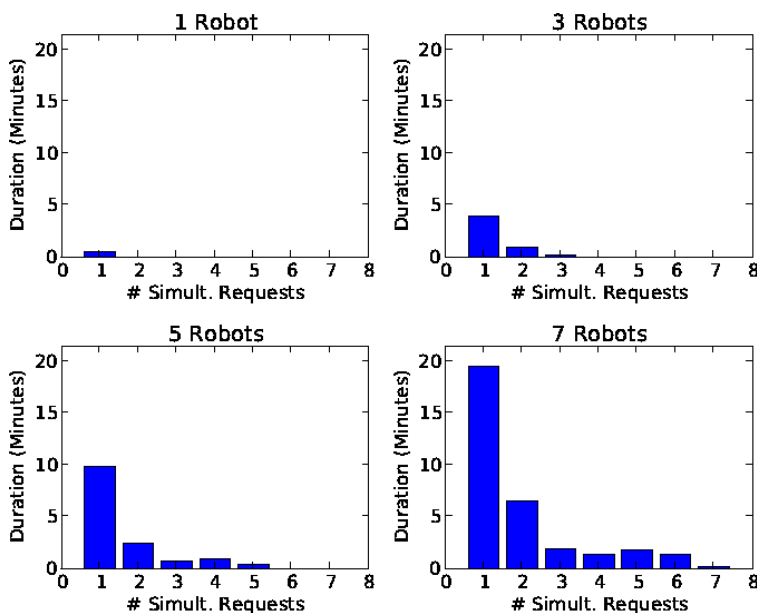 1 Robot
Duration (Minutes)
20
15
10
5
0
0 1 2 3 4 5 6 7 8
# Simult. Requests
3 Robots
Duration (Minutes)
20
15
10
5
0
0 1 2 3 4 5 6 7 8
# Simult. Requests
5 Robots
Duration (Minutes)
20
15
10
5
0
0 1 2 3 4 5 6 7 8
# Simult. Requests
7 Robots
Duration (Minutes)
20
15
10
5
0
0 1 2 3 4 5 6 7 8
# Simult. Requests